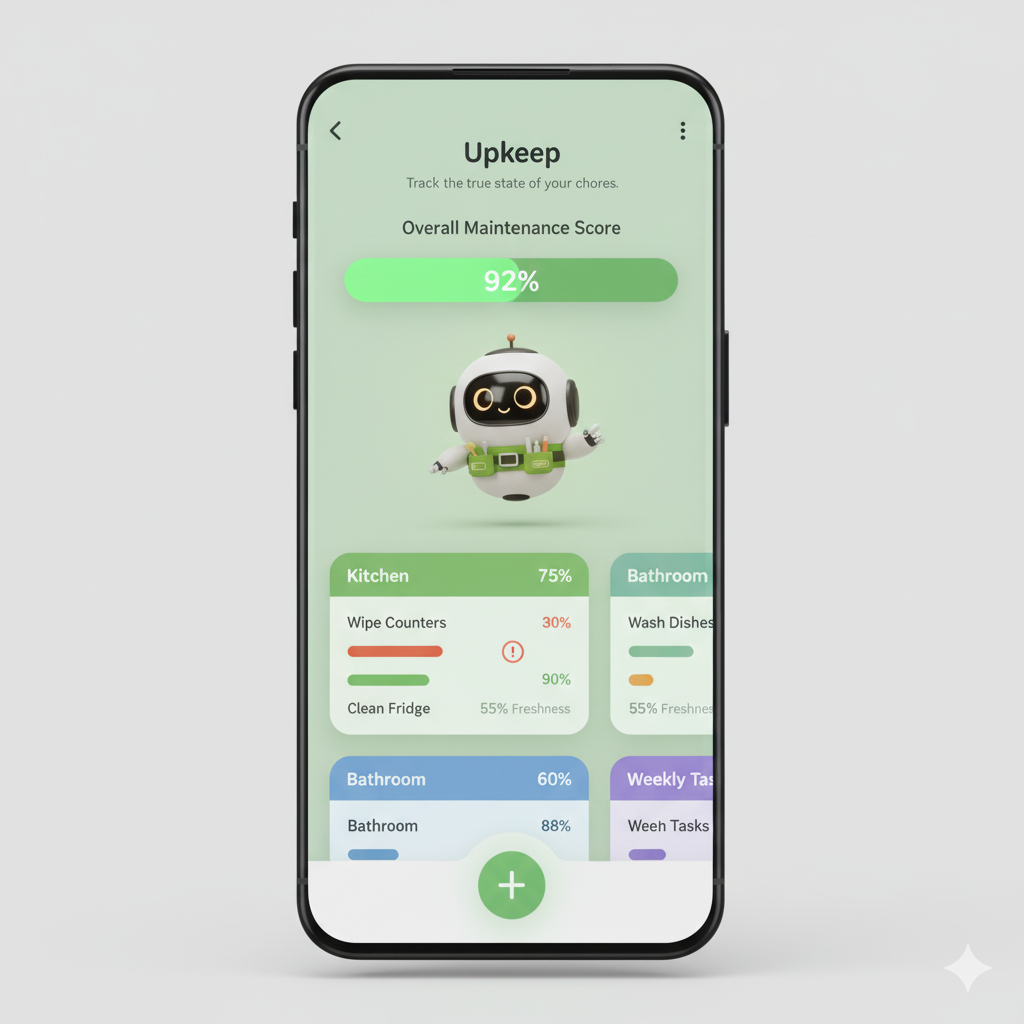 Upkeep
Track the true state of your chores.
Overall Maintenance Score
92%
Kitchen 75%
Wipe Counters 30%
!
90%
Clean Fridge 55% Freshness
Bathroom
Wash Dishes
55% Freshnes
Bathroom 60%
Bathroom 88%
Weekly Tas
Weeh Tasks